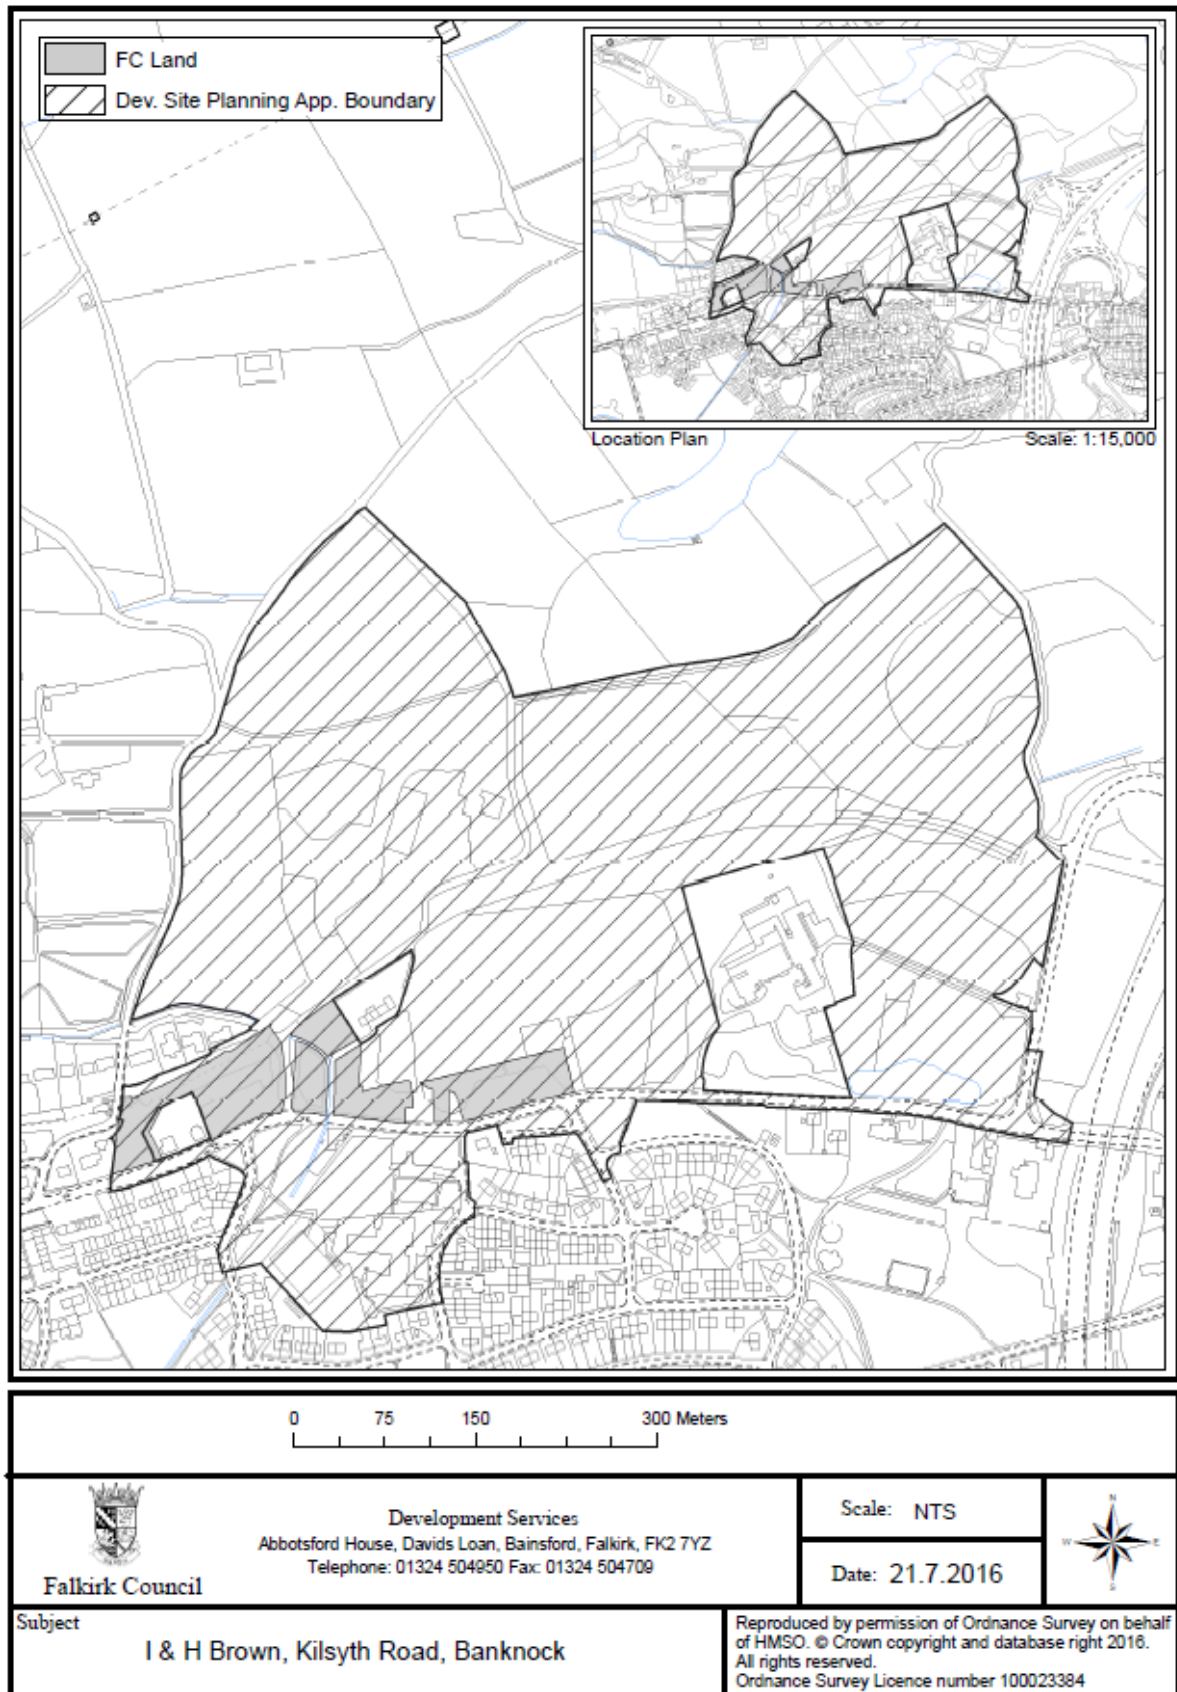 FC Land
Dev. Site Planning App. Boundary
Location Plan
Scale: 1:15,000
0 75 150 300 Meters
Falkirk Council
Development Services
Abbotsford House, Davids Loan, Bainsford, Falkirk, FK2 7YZ
Telephone: 01324 504950 Fax: 01324 504709
Scale: NTS
Date: 21.7.2016
N
W E
S
Subject
I & H Brown, Kilsyth Road, Banknock
Reproduced by permission of Ordnance Survey on behalf
of HMSO. © Crown copyright and database right 2016.
All rights reserved.
Ordnance Survey Licence number 100023384